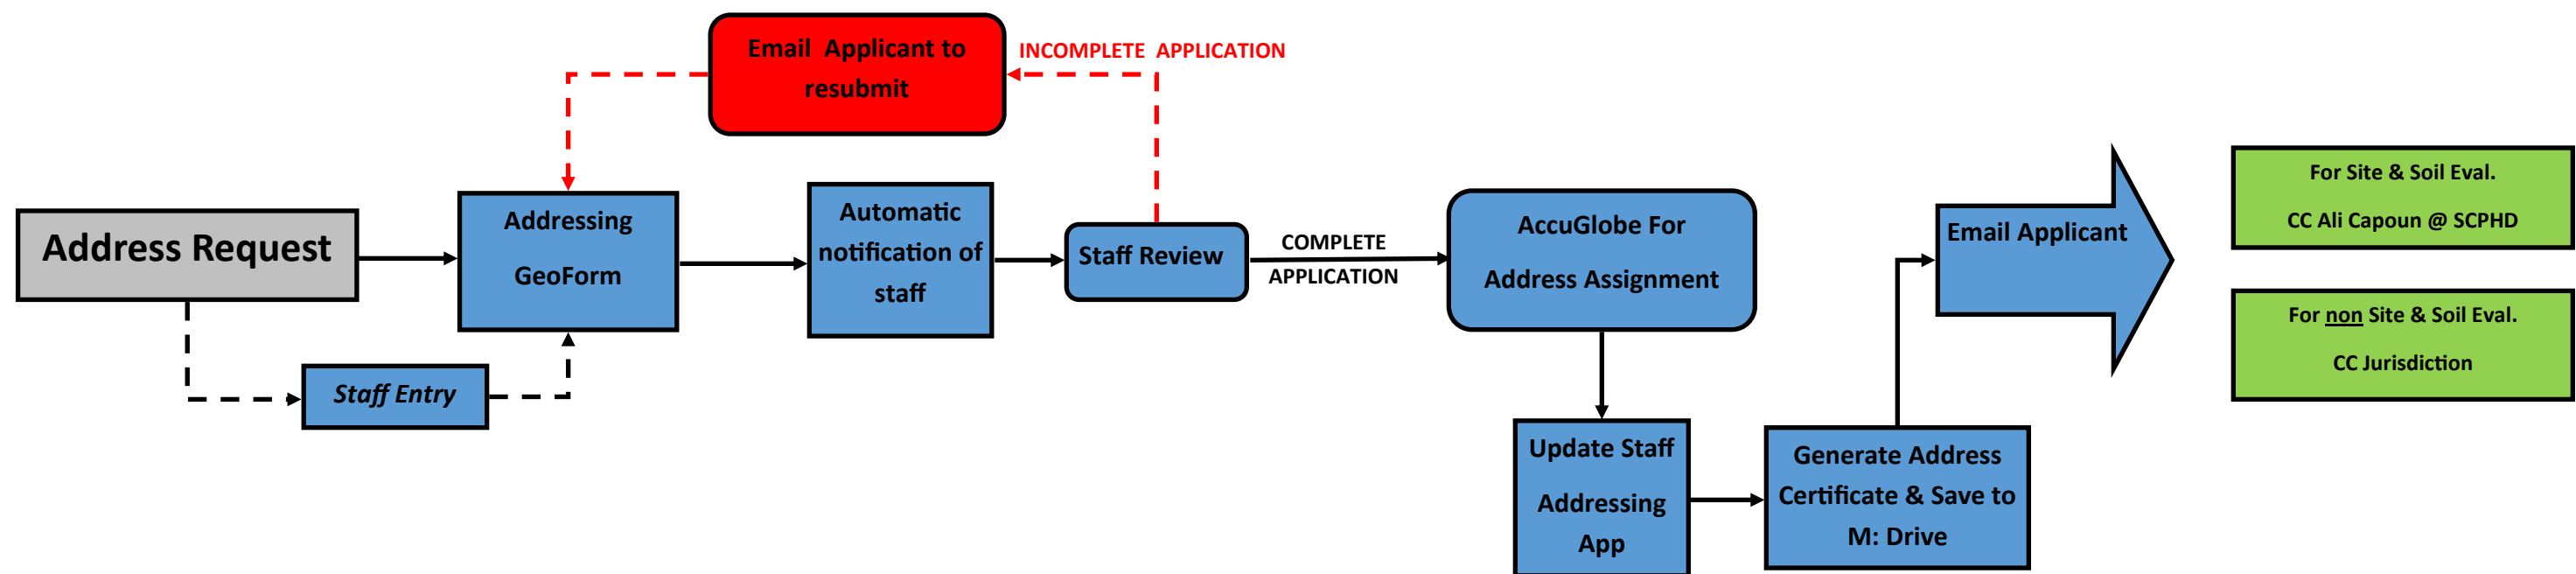 Email Applicant to
resubmit
INCOMPLETE APPLICATION
Address Request
Addressing
GeoForm
Automatic
notification of
staff
Staff Review
COMPLETE
APPLICATION
AccuGlobe For
Address Assignment
Email Applicant
For Site & Soil Eval.
CC Ali Capoun @ SCPHD
For non Site & Soil Eval.
CC Jurisdiction
Staff Entry
Update Staff
Addressing
App
Generate Address
Certificate & Save to
M: Drive